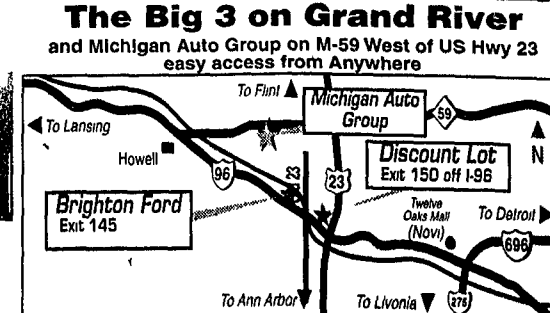 The Big 3 on Grand River
and Michigan Auto Group on M-59 West of US Hwy 23
easy access from Anywhere
To Flint
Michigan Auto
Group
59
To Lansing
N
Howell
96
23
23
Discount Lot
Exit 150 off I-96
Brighton Ford
Exit 145
Twelve
Oaks Mall
(Novi)
To Detroit
696
To Ann Arbor
To Livonia
275